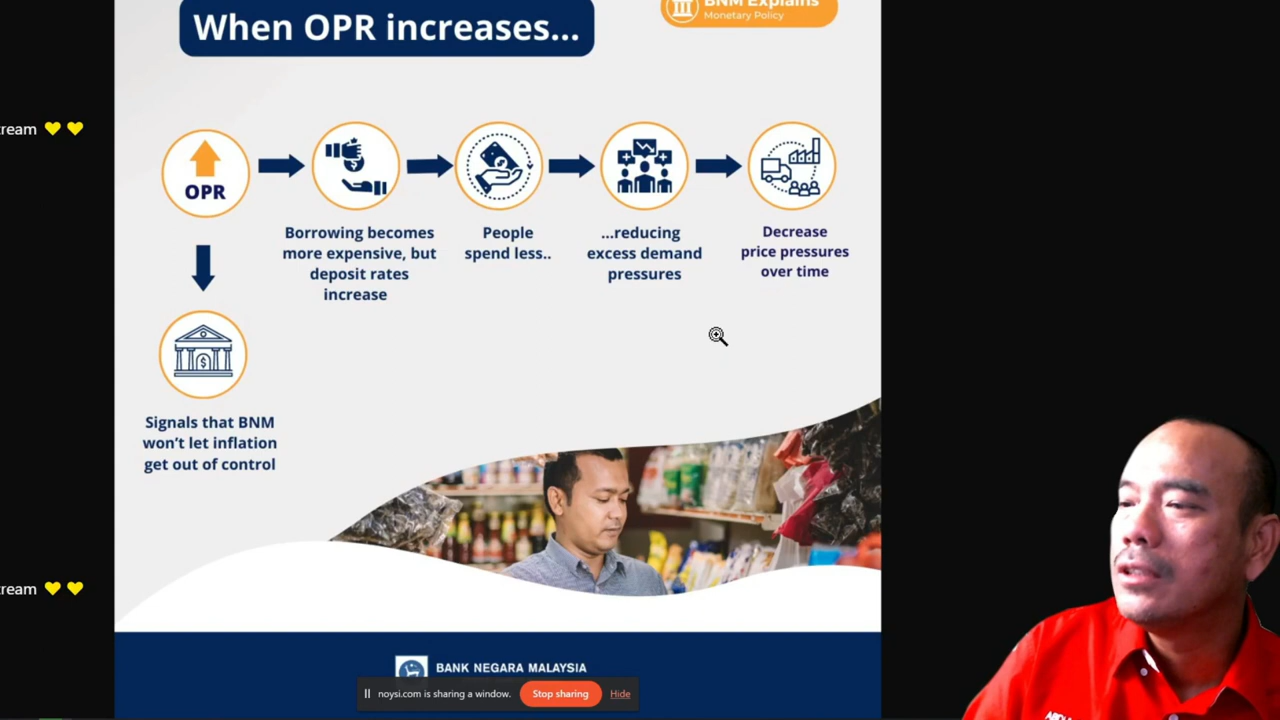 When OPR increases...
BNM Explains
Monetary Policy
OPR
Borrowing becomes
more expensive, but
deposit rates
increase
People
spend less..
...reducing
excess demand
pressures
Decrease
price pressures
over time
Signals that BNM
won't let inflation
get out of control
BANK NEGARA MALAYSIA
noysi.com is sharing a window.
Stop sharing
Hide